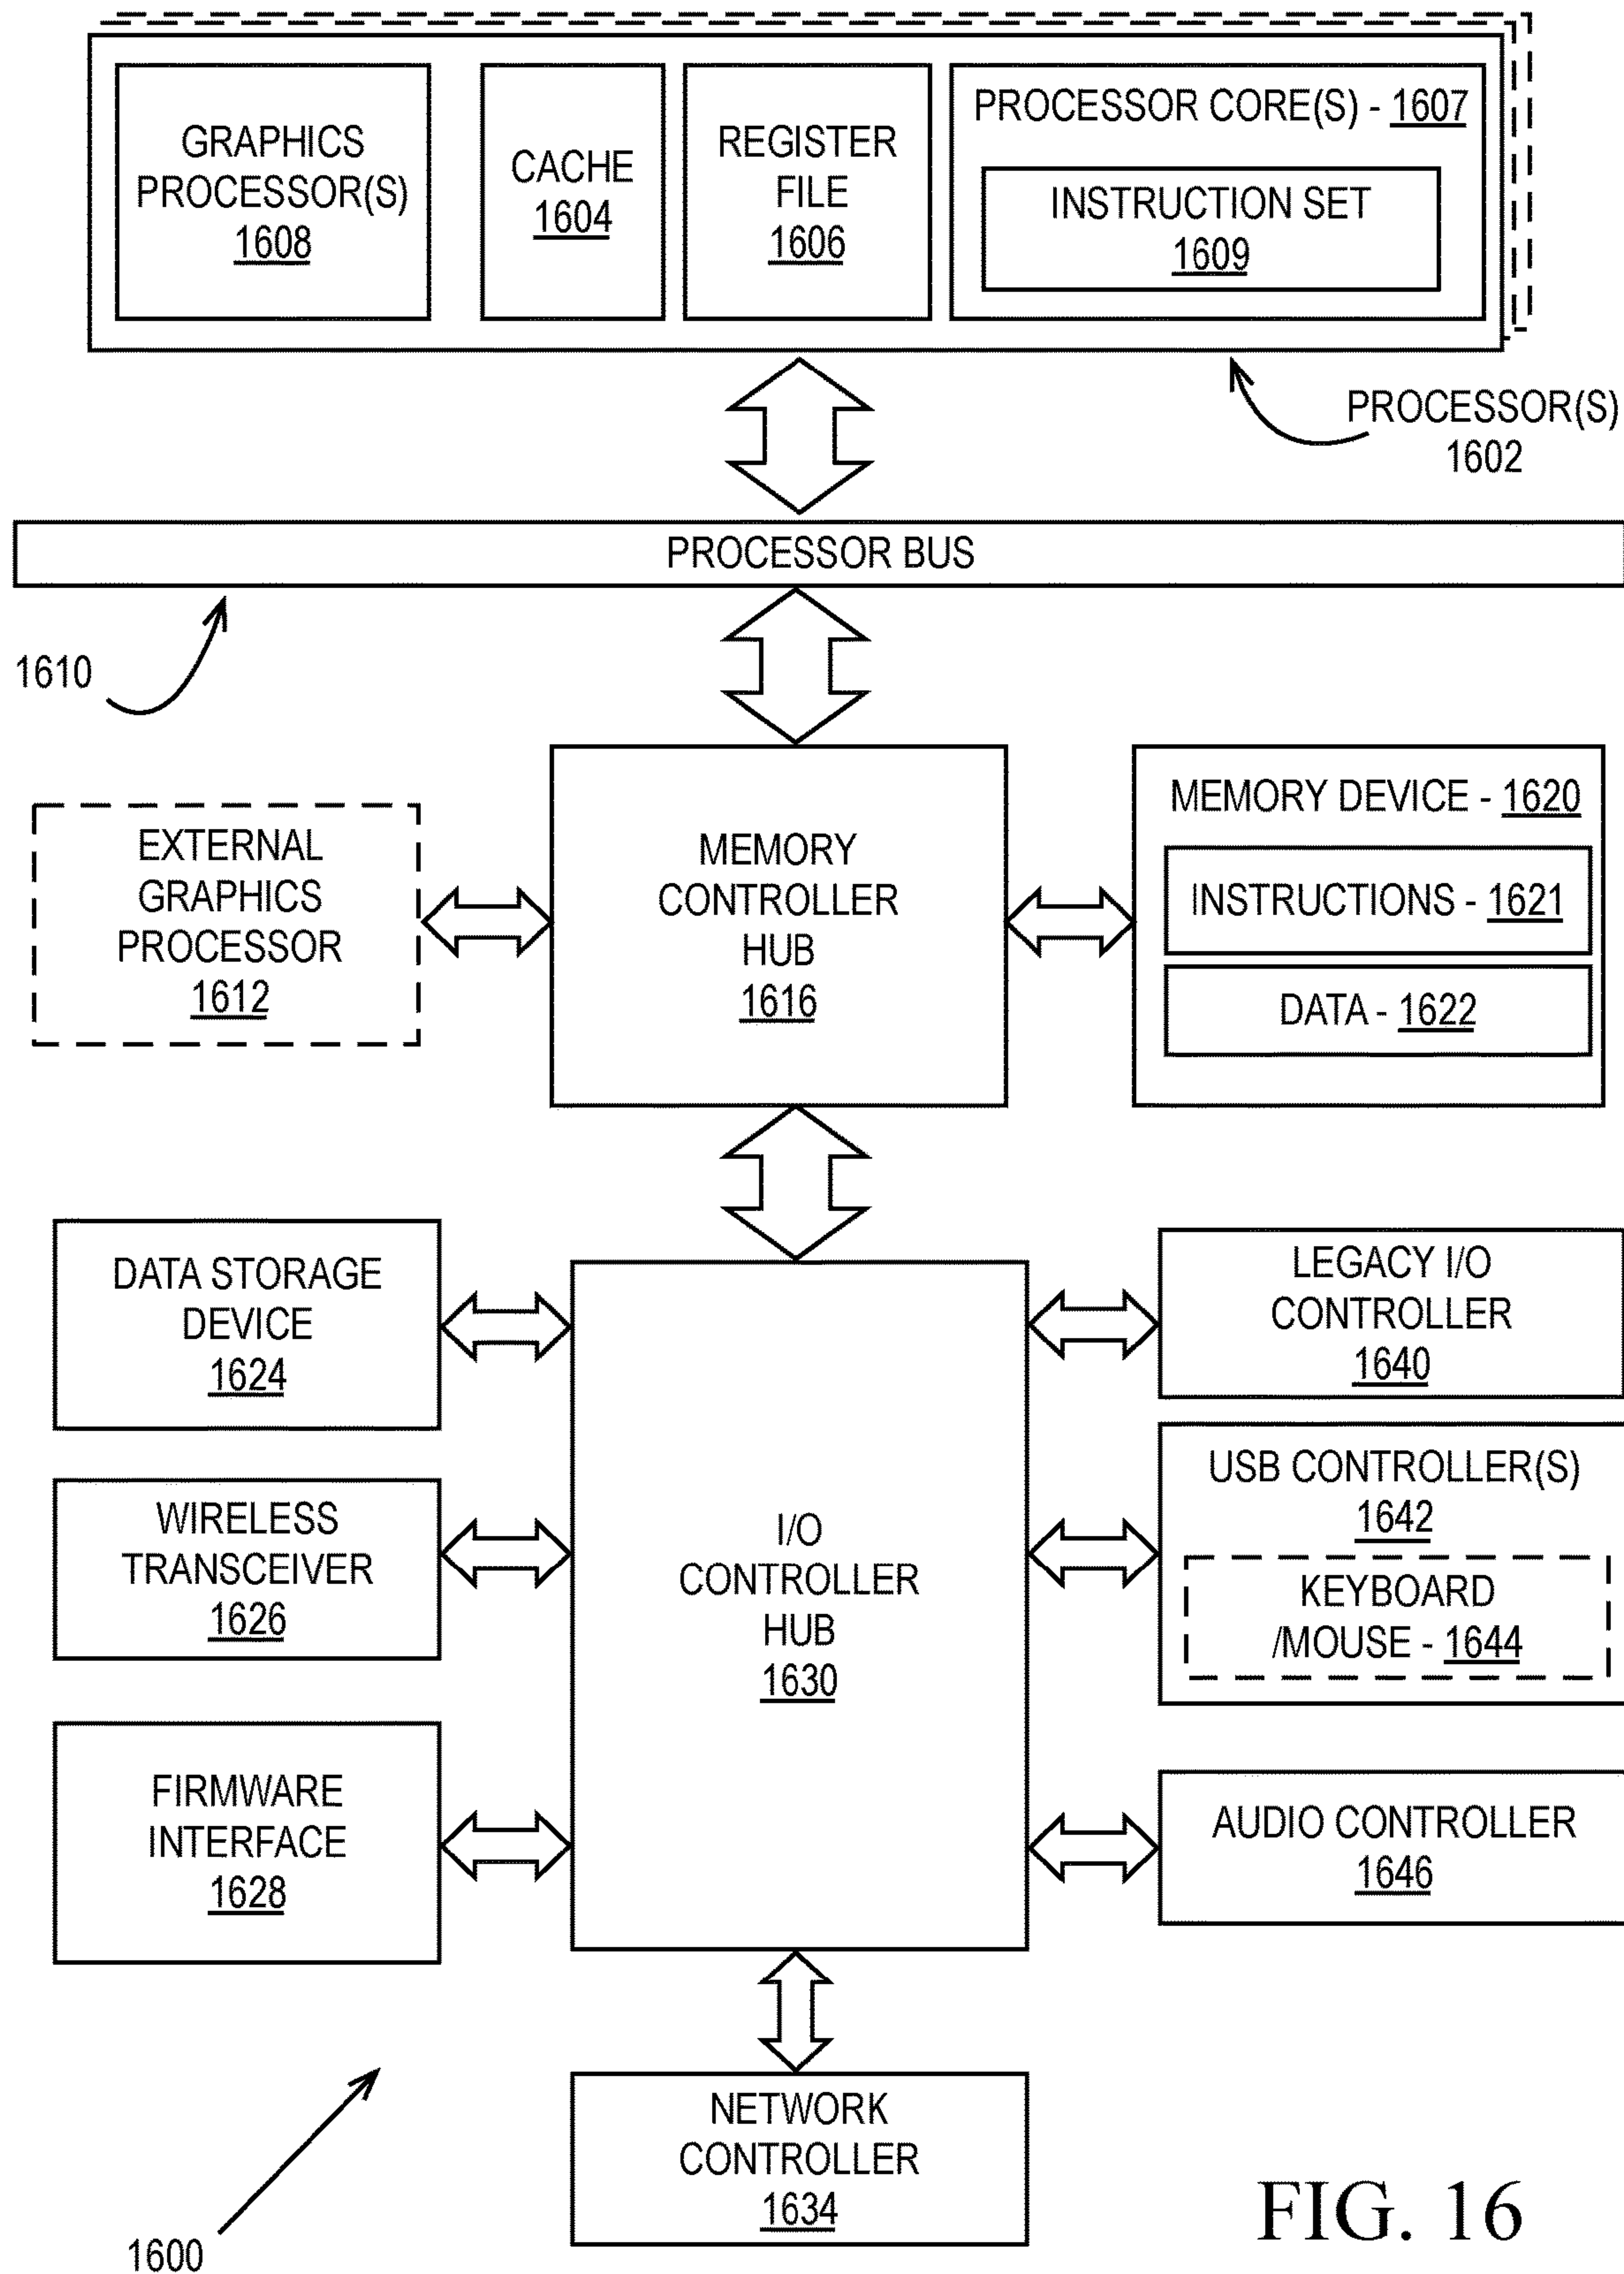 GRAPHICS
PROCESSOR(S)
1608
CACHE
1604
REGISTER
FILE
1606
PROCESSOR CORE(S) - 1607
INSTRUCTION SET
1609
PROCESSOR(S)
1602
PROCESSOR BUS
1610
EXTERNAL
GRAPHICS
PROCESSOR
1612
MEMORY
CONTROLLER
HUB
1616
MEMORY DEVICE - 1620
INSTRUCTIONS - 1621
DATA - 1622
DATA STORAGE
DEVICE
1624
WIRELESS
TRANSCEIVER
1626
FIRMWARE
INTERFACE
1628
I/O
CONTROLLER
HUB
1630
LEGACY I/O
CONTROLLER
1640
USB CONTROLLER(S)
1642
KEYBOARD
/MOUSE - 1644
AUDIO CONTROLLER
1646
NETWORK
CONTROLLER
1634
1600
FIG. 16